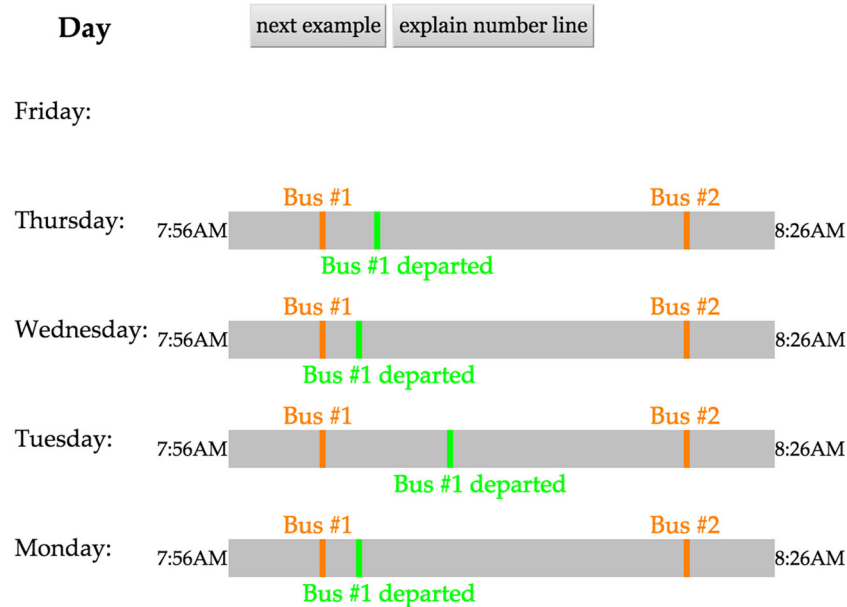 Day
next example
explain number line
Friday:
Bus #1 Bus #2
Thursday: 7:56AM 8:26AM
Bus #1 departed
Bus #1 Bus #2
Wednesday: 7:56AM 8:26AM
Bus #1 departed
Bus #1 Bus #2
Tuesday: 7:56AM 8:26AM
Bus #1 departed
Bus #1 Bus #2
Monday: 7:56AM 8:26AM
Bus #1 departed